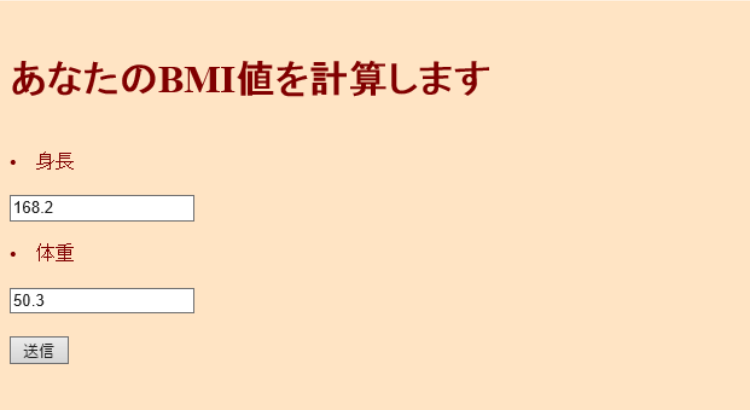 あなたのBMI値を計算します
• 身長
168.2
• 体重
50.3
送信